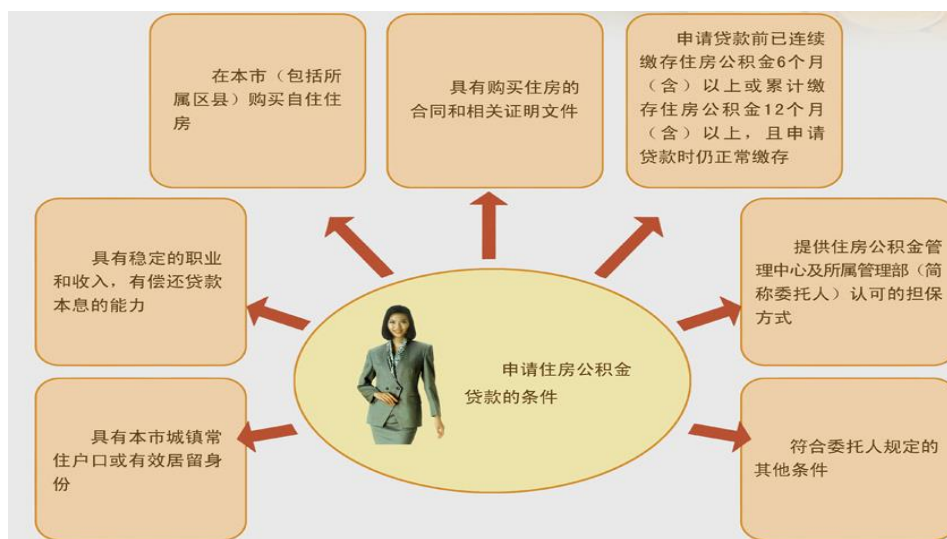 在本市（包括所
属区县）购买自住住
房
具有购买住房的
合同和相关证明文件
申请贷款前已连续
缴存住房公积金6个月
（含）以上或累计缴
存住房公积金12个月
（含）以上，且申请
贷款时仍正常缴存
具有稳定的职业
和收入，有偿还贷款
本息的能力
提供住房公积金管
理中心及所属管理部（简
称委托人）认可的担保
方式
申请住房公积金
贷款的条件
具有本市城镇常
住户口或有效居留身
份
符合委托人规定的
其他条件